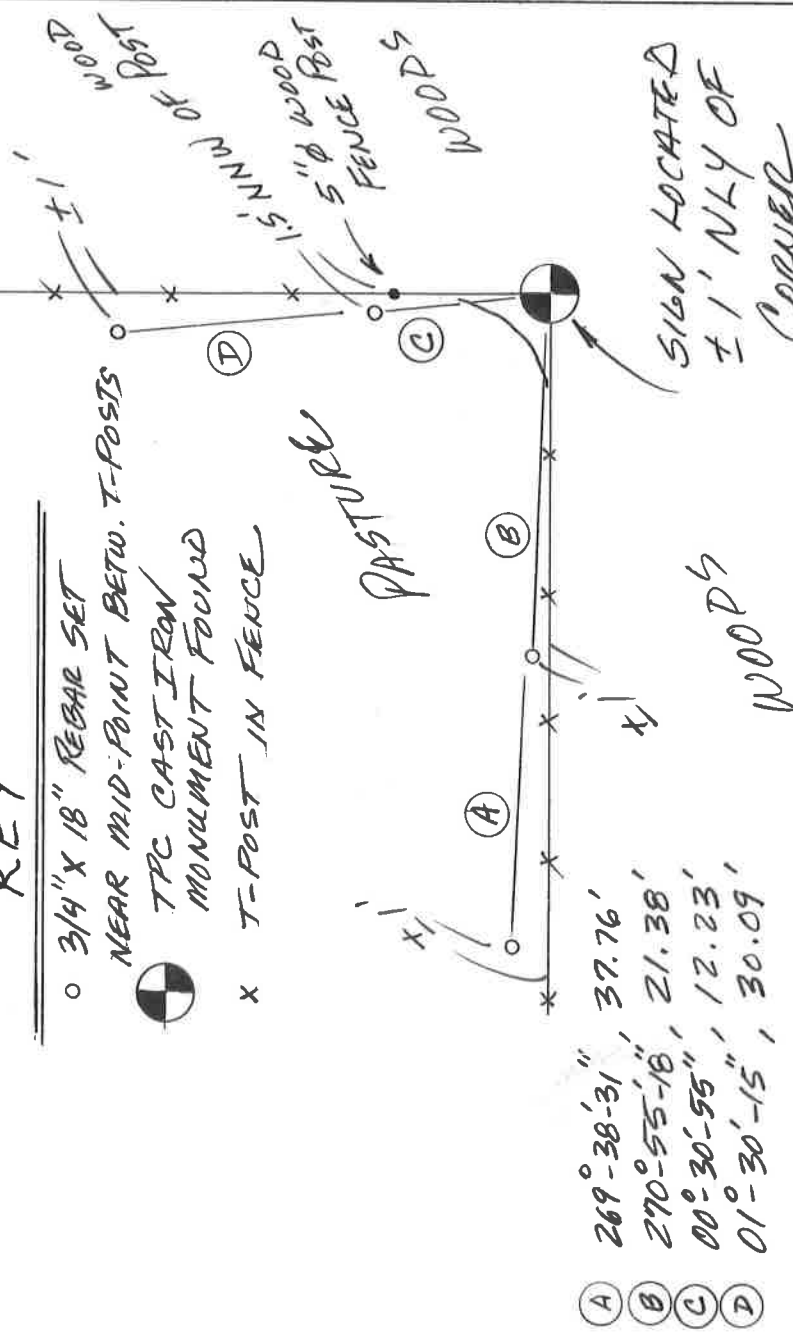 KEY
○ 3/4" X 18" REBAR SET
NEAR MID-POINT BETW. T-POSTS
TPC CAST IRON
MONUMENT FOUND
x T-POST IN FENCE
±1'
WOOD
1.5' NNW OF POST
5"ø WOOD
FENCE POST
WOODS
D
C
PASTURE
B
A
±1'
±1'
WOODS
SIGN LOCATED
±1' NLY OF
CORNER
A 269°-38'-31", 37.76'
B 270°-55'-18", 21.38'
C 00°-30'-55", 12.23'
D 01°-30'-15", 30.09'